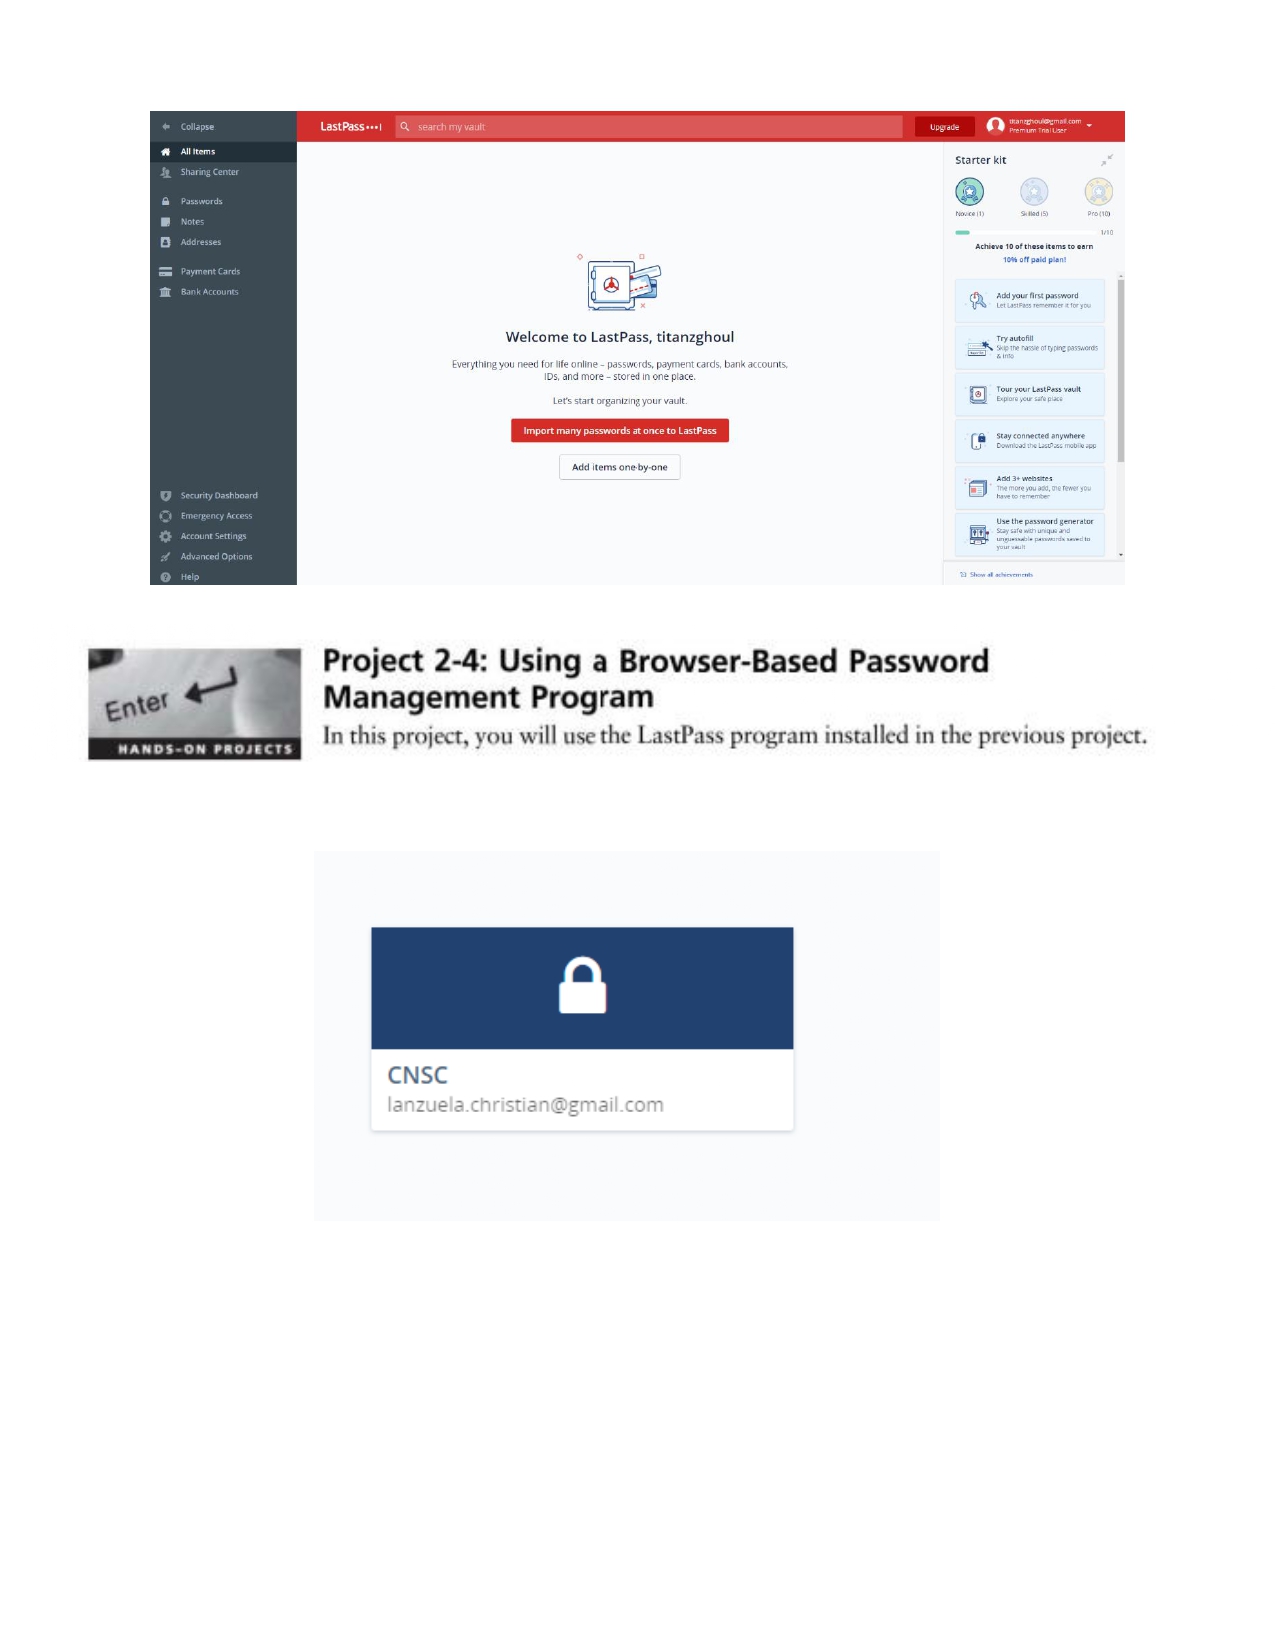 Collapse
LastPass
search my vault
Upgrade
titanzghoul@gmail.com
Premium Trial User
All Items
Sharing Center
Passwords
Notes
Addresses
Payment Cards
Bank Accounts
Security Dashboard
Emergency Access
Account Settings
Advanced Options
Help
Welcome to LastPass, titanzghoul
Everything you need for life online – passwords, payment cards, bank accounts,
IDs, and more – stored in one place.
Let's start organizing your vault.
Import many passwords at once to LastPass
Add items one-by-one
Starter kit
Novice (1)
Skilled (5)
Pro (10)
1/10
Achieve 10 of these items to earn
10% off paid plan!
Add your first password
Let LastPass remember it for you
Try autofill
Skip the hassle of typing passwords
& info
Tour your LastPass vault
Explore your safe place
Stay connected anywhere
Download the LastPass mobile app
Add 3+ websites
The more you add, the fewer you
have to remember
Use the password generator
Stay safe with unique and
unguessable passwords saved to
your vault
Show all achievements
Enter
HANDS-ON PROJECTS
Project 2-4: Using a Browser-Based Password
Management Program
In this project, you will use the LastPass program installed in the previous project.
CNSC
lanzuela.christian@gmail.com